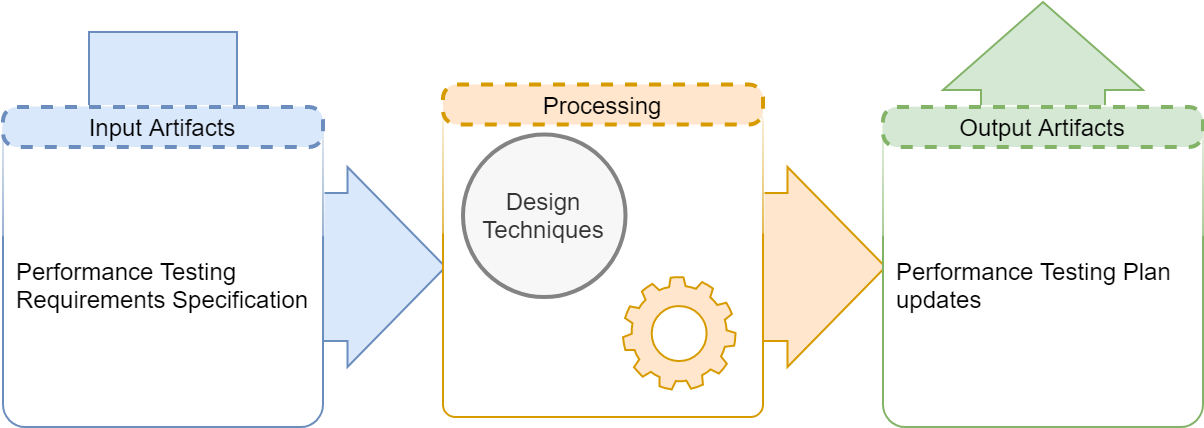 Input Artifacts
Performance Testing
Requirements Specification
Processing
Design
Techniques
Output Artifacts
Performance Testing Plan
updates